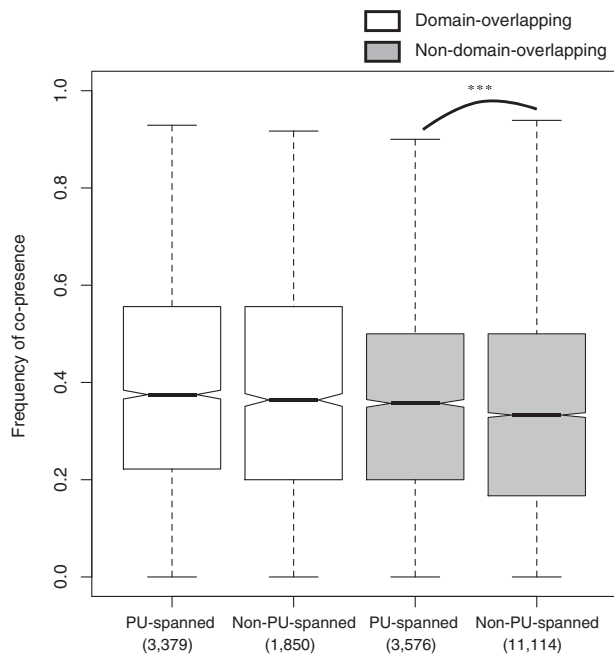 Domain-overlapping
Non-domain-overlapping
***
1.0
0.8
0.6
0.4
0.2
0.0
Frequency of co-presence
PU-spanned Non-PU-spanned PU-spanned Non-PU-spanned
(3,379) (1,850) (3,576) (11,114)